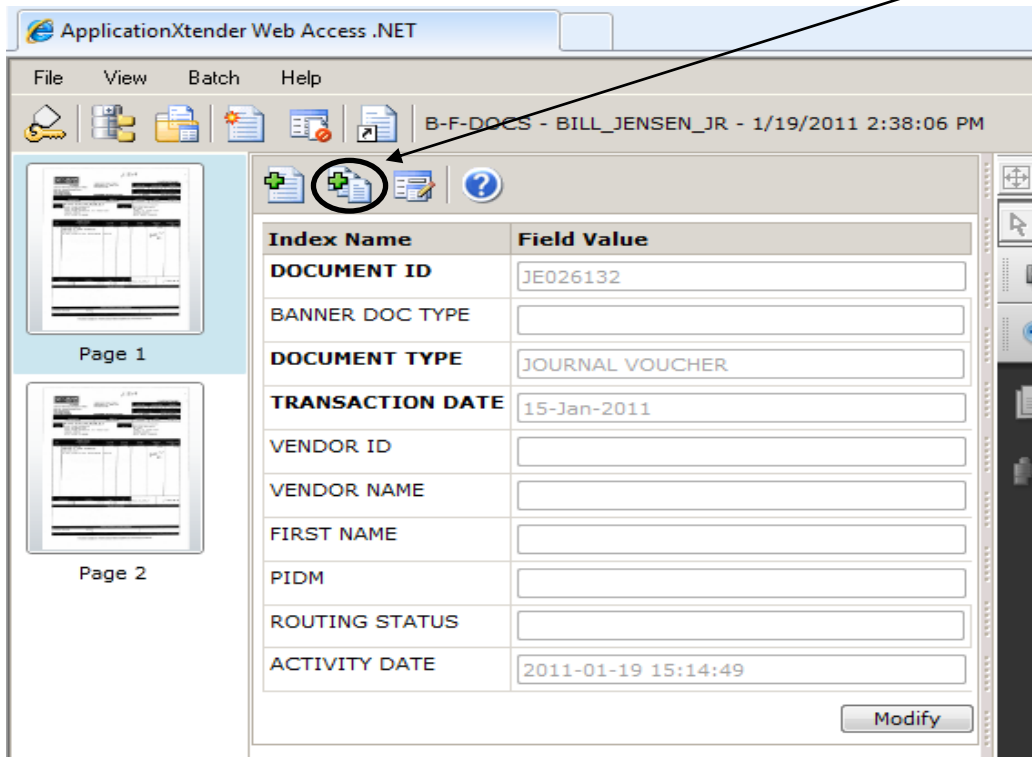 ApplicationXtender Web Access .NET
File View Batch Help
B-F-DOCS - BILL_JENSEN_JR - 1/19/2011 2:38:06 PM
Index Name Field Value
DOCUMENT ID JE026132
BANNER DOC TYPE
DOCUMENT TYPE JOURNAL VOUCHER
TRANSACTION DATE 15-Jan-2011
VENDOR ID
VENDOR NAME
FIRST NAME
PIDM
ROUTING STATUS
ACTIVITY DATE 2011-01-19 15:14:49
Modify
Page 1
Page 2